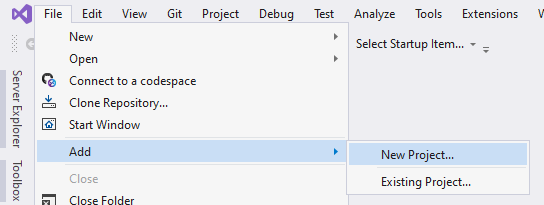 File Edit View Git Project Debug Test Analyze Tools Extensions
New
Open
Select Startup Item...
Connect to a codespace
Clone Repository...
Start Window
Add
New Project...
Close
Existing Project...
Close Folder
Server Explorer
Toolbox